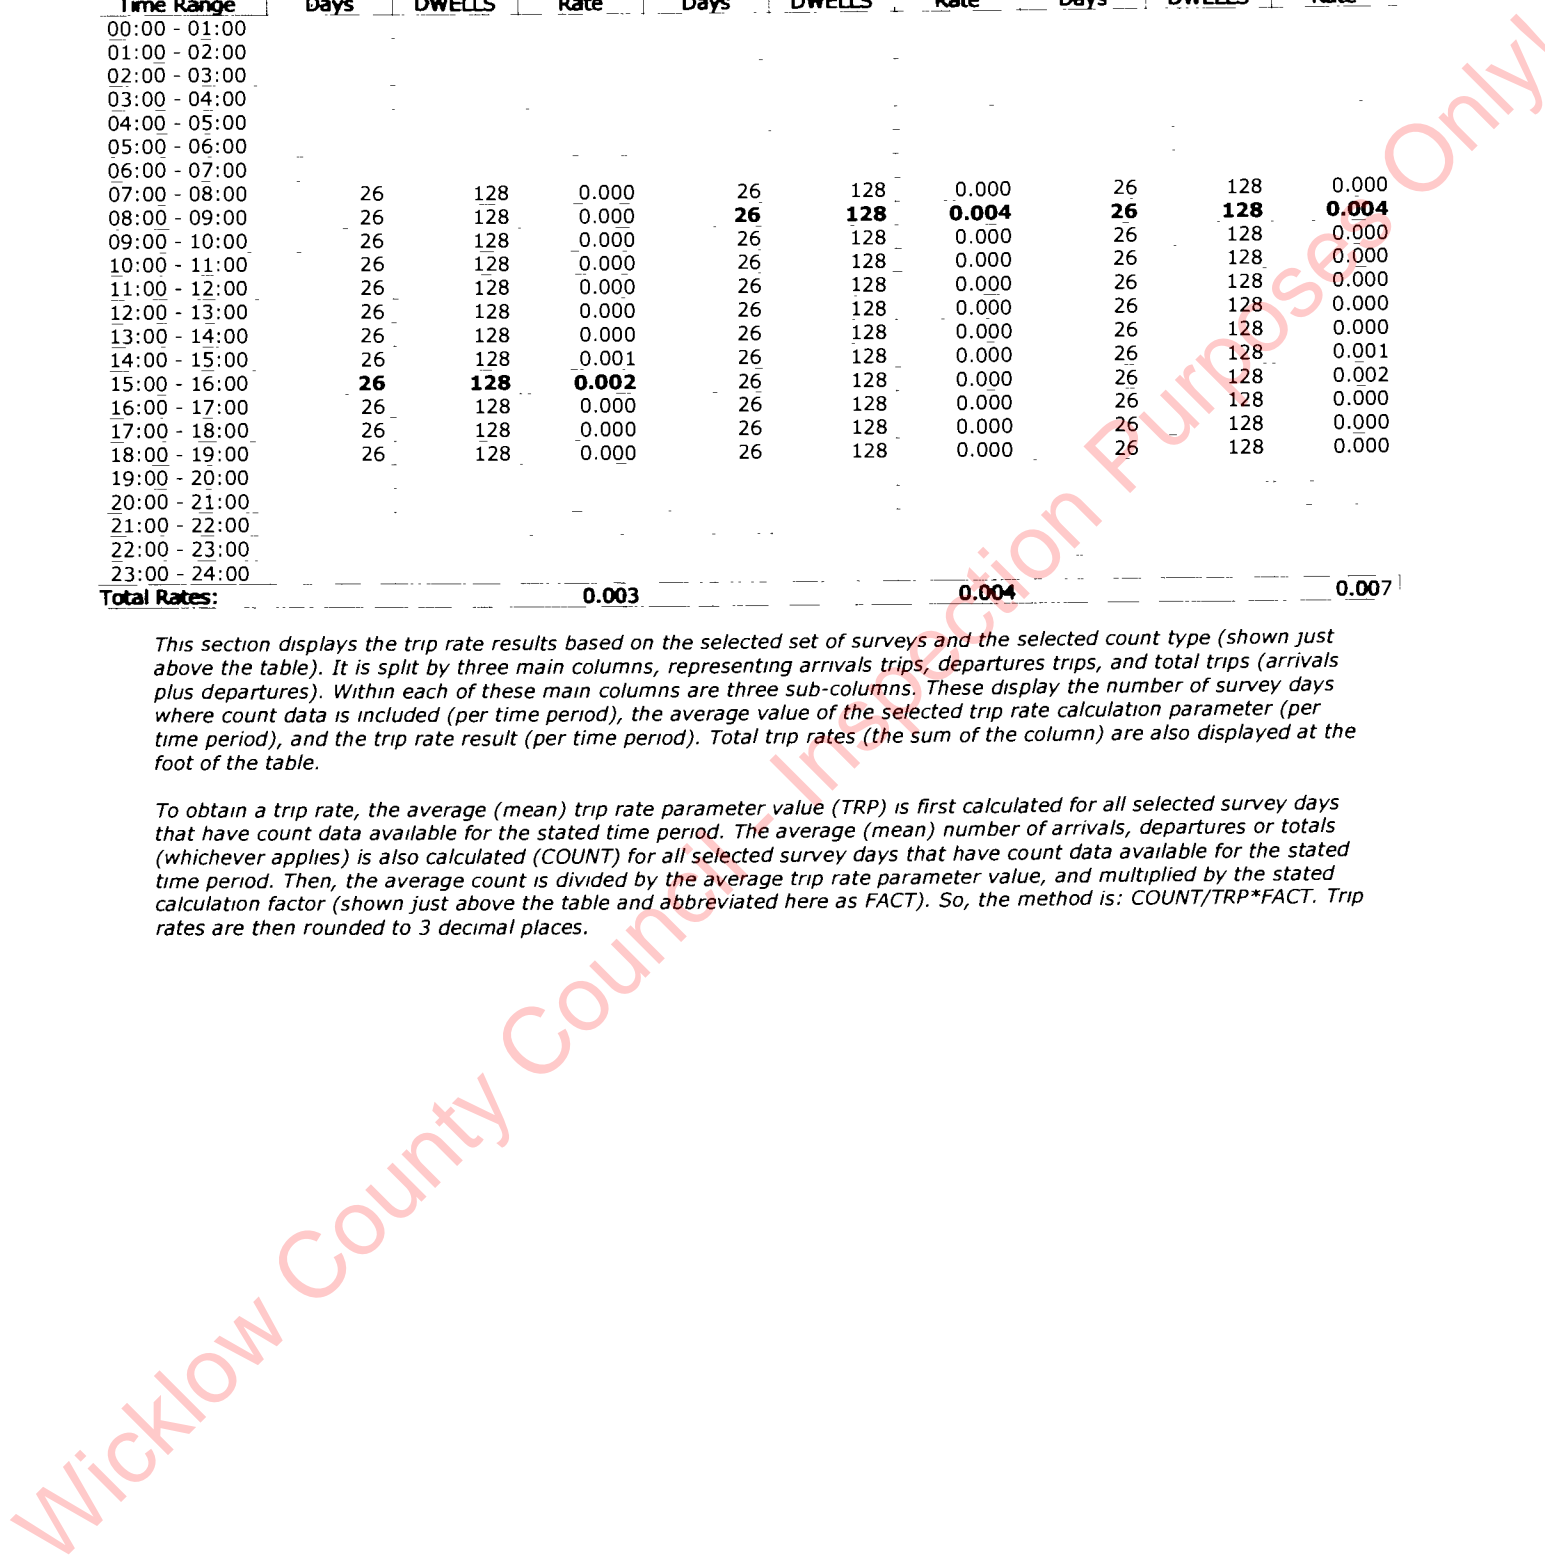 Time Range Days DWELLS Rate Days DWELLS Rate Days DWELLS Rate
00:00 - 01:00
01:00 - 02:00
02:00 - 03:00
03:00 - 04:00
04:00 - 05:00
05:00 - 06:00
06:00 - 07:00
07:00 - 08:00 26 128 0.000 26 128 0.000 26 128 0.000
08:00 - 09:00 26 128 0.000 26 128 0.004 26 128 0.004
09:00 - 10:00 26 128 0.000 26 128 0.000 26 128 0.000
10:00 - 11:00 26 128 0.000 26 128 0.000 26 128 0.000
11:00 - 12:00 26 128 0.000 26 128 0.000 26 128 0.000
12:00 - 13:00 26 128 0.000 26 128 0.000 26 128 0.000
13:00 - 14:00 26 128 0.000 26 128 0.000 26 128 0.000
14:00 - 15:00 26 128 0.001 26 128 0.000 26 128 0.001
15:00 - 16:00 26 128 0.002 26 128 0.000 26 128 0.002
16:00 - 17:00 26 128 0.000 26 128 0.000 26 128 0.000
17:00 - 18:00 26 128 0.000 26 128 0.000 26 128 0.000
18:00 - 19:00 26 128 0.000 26 128 0.000 26 128 0.000
19:00 - 20:00
20:00 - 21:00
21:00 - 22:00
22:00 - 23:00
23:00 - 24:00
Total Rates: 0.003 0.004 0.007
This section displays the trip rate results based on the selected set of surveys and the selected count type (shown just
above the table). It is split by three main columns, representing arrivals trips, departures trips, and total trips (arrivals
plus departures). Within each of these main columns are three sub-columns. These display the number of survey days
where count data is included (per time period), the average value of the selected trip rate calculation parameter (per
time period), and the trip rate result (per time period). Total trip rates (the sum of the column) are also displayed at the
foot of the table.
To obtain a trip rate, the average (mean) trip rate parameter value (TRP) is first calculated for all selected survey days
that have count data available for the stated time period. The average (mean) number of arrivals, departures or totals
(whichever applies) is also calculated (COUNT) for all selected survey days that have count data available for the stated
time period. Then, the average count is divided by the average trip rate parameter value, and multiplied by the stated
calculation factor (shown just above the table and abbreviated here as FACT). So, the method is: COUNT/TRP*FACT. Trip
rates are then rounded to 3 decimal places.
Wicklow County Council - Inspection Purposes Only!